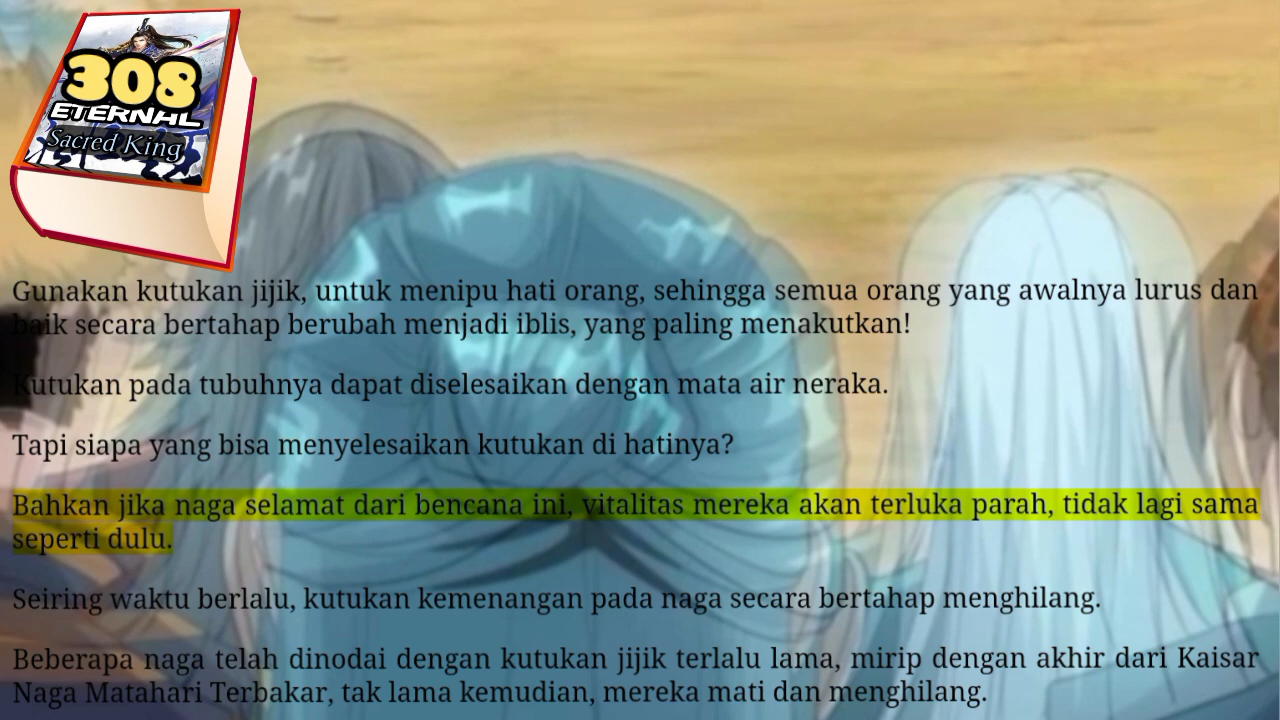 308
ETERNAL
Sacred King
Gunakan kutukan jijik, untuk menipu hati orang, sehingga semua orang yang awalnya lurus dan
baik secara bertahap berubah menjadi iblis, yang paling menakutkan!
Kutukan pada tubuhnya dapat diselesaikan dengan mata air neraka.
Tapi siapa yang bisa menyelesaikan kutukan di hatinya?
Bahkan jika naga selamat dari bencana ini, vitalitas mereka akan terluka parah, tidak lagi sama
seperti dulu.
Seiring waktu berlalu, kutukan kemenangan pada naga secara bertahap menghilang.
Beberapa naga telah dinodai dengan kutukan jijik terlalu lama, mirip dengan akhir dari Kaisar
Naga Matahari Terbakar, tak lama kemudian, mereka mati dan menghilang.